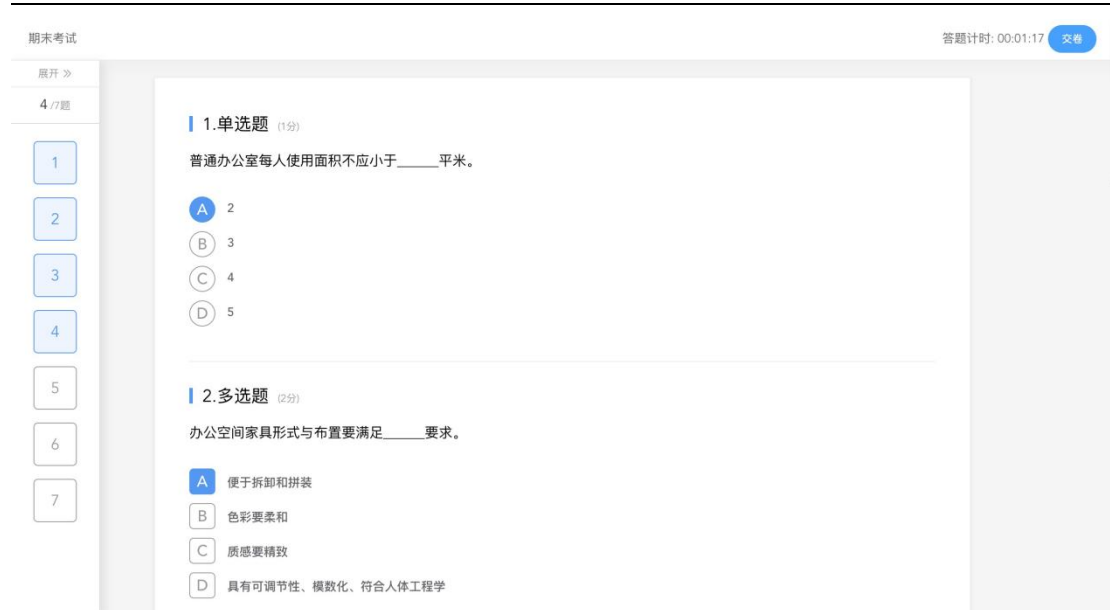 期末考试
答题计时: 00:01:17 交卷
展开 »
4 /7题
1
2
3
4
5
6
7
1.单选题 (1分)
普通办公室每人使用面积不应小于______平米。
A 2
B 3
C 4
D 5
2.多选题 (2分)
办公空间家具形式与布置要满足______要求。
A 便于拆卸和拼装
B 色彩要柔和
C 质感要精致
D 具有可调节性、模数化、符合人体工程学